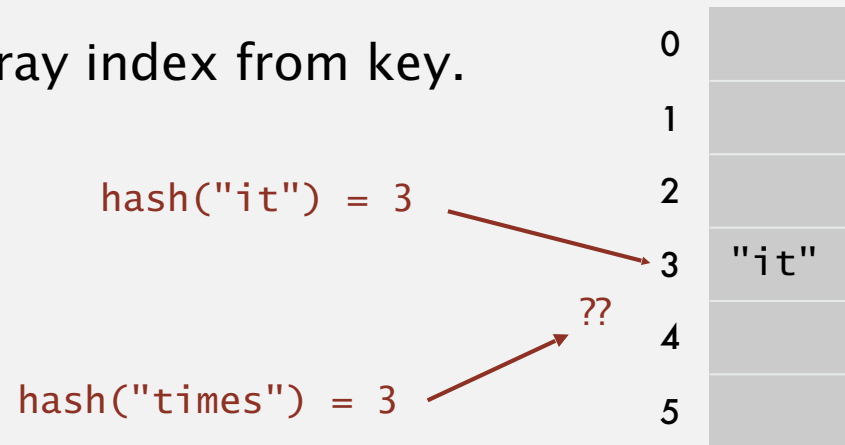 ray index from key.
hash("it") = 3
??
hash("times") = 3
0
1
2
3 "it"
4
5